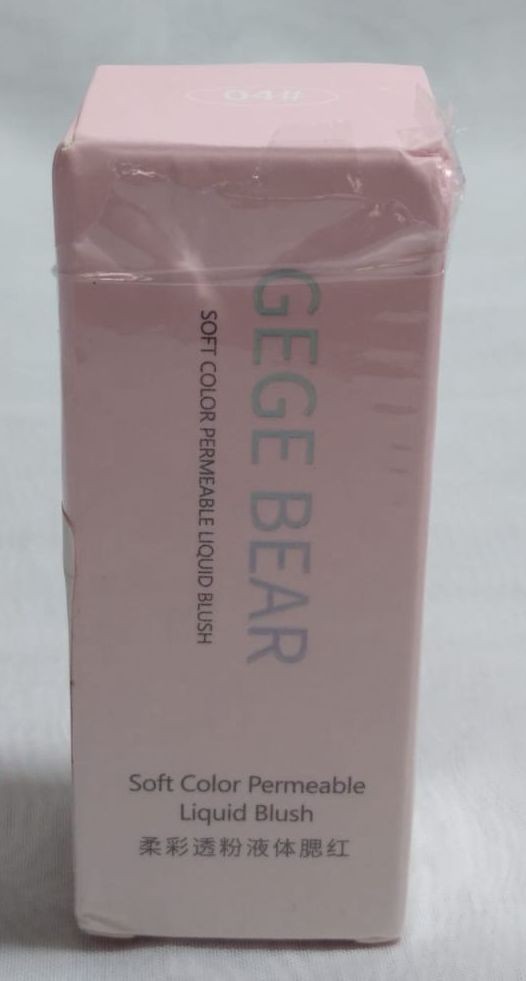 04#
GEGE BEAR
SOFT COLOR PERMEABLE LIQUID BLUSH
Soft Color Permeable
Liquid Blush
柔彩透粉液体腮红